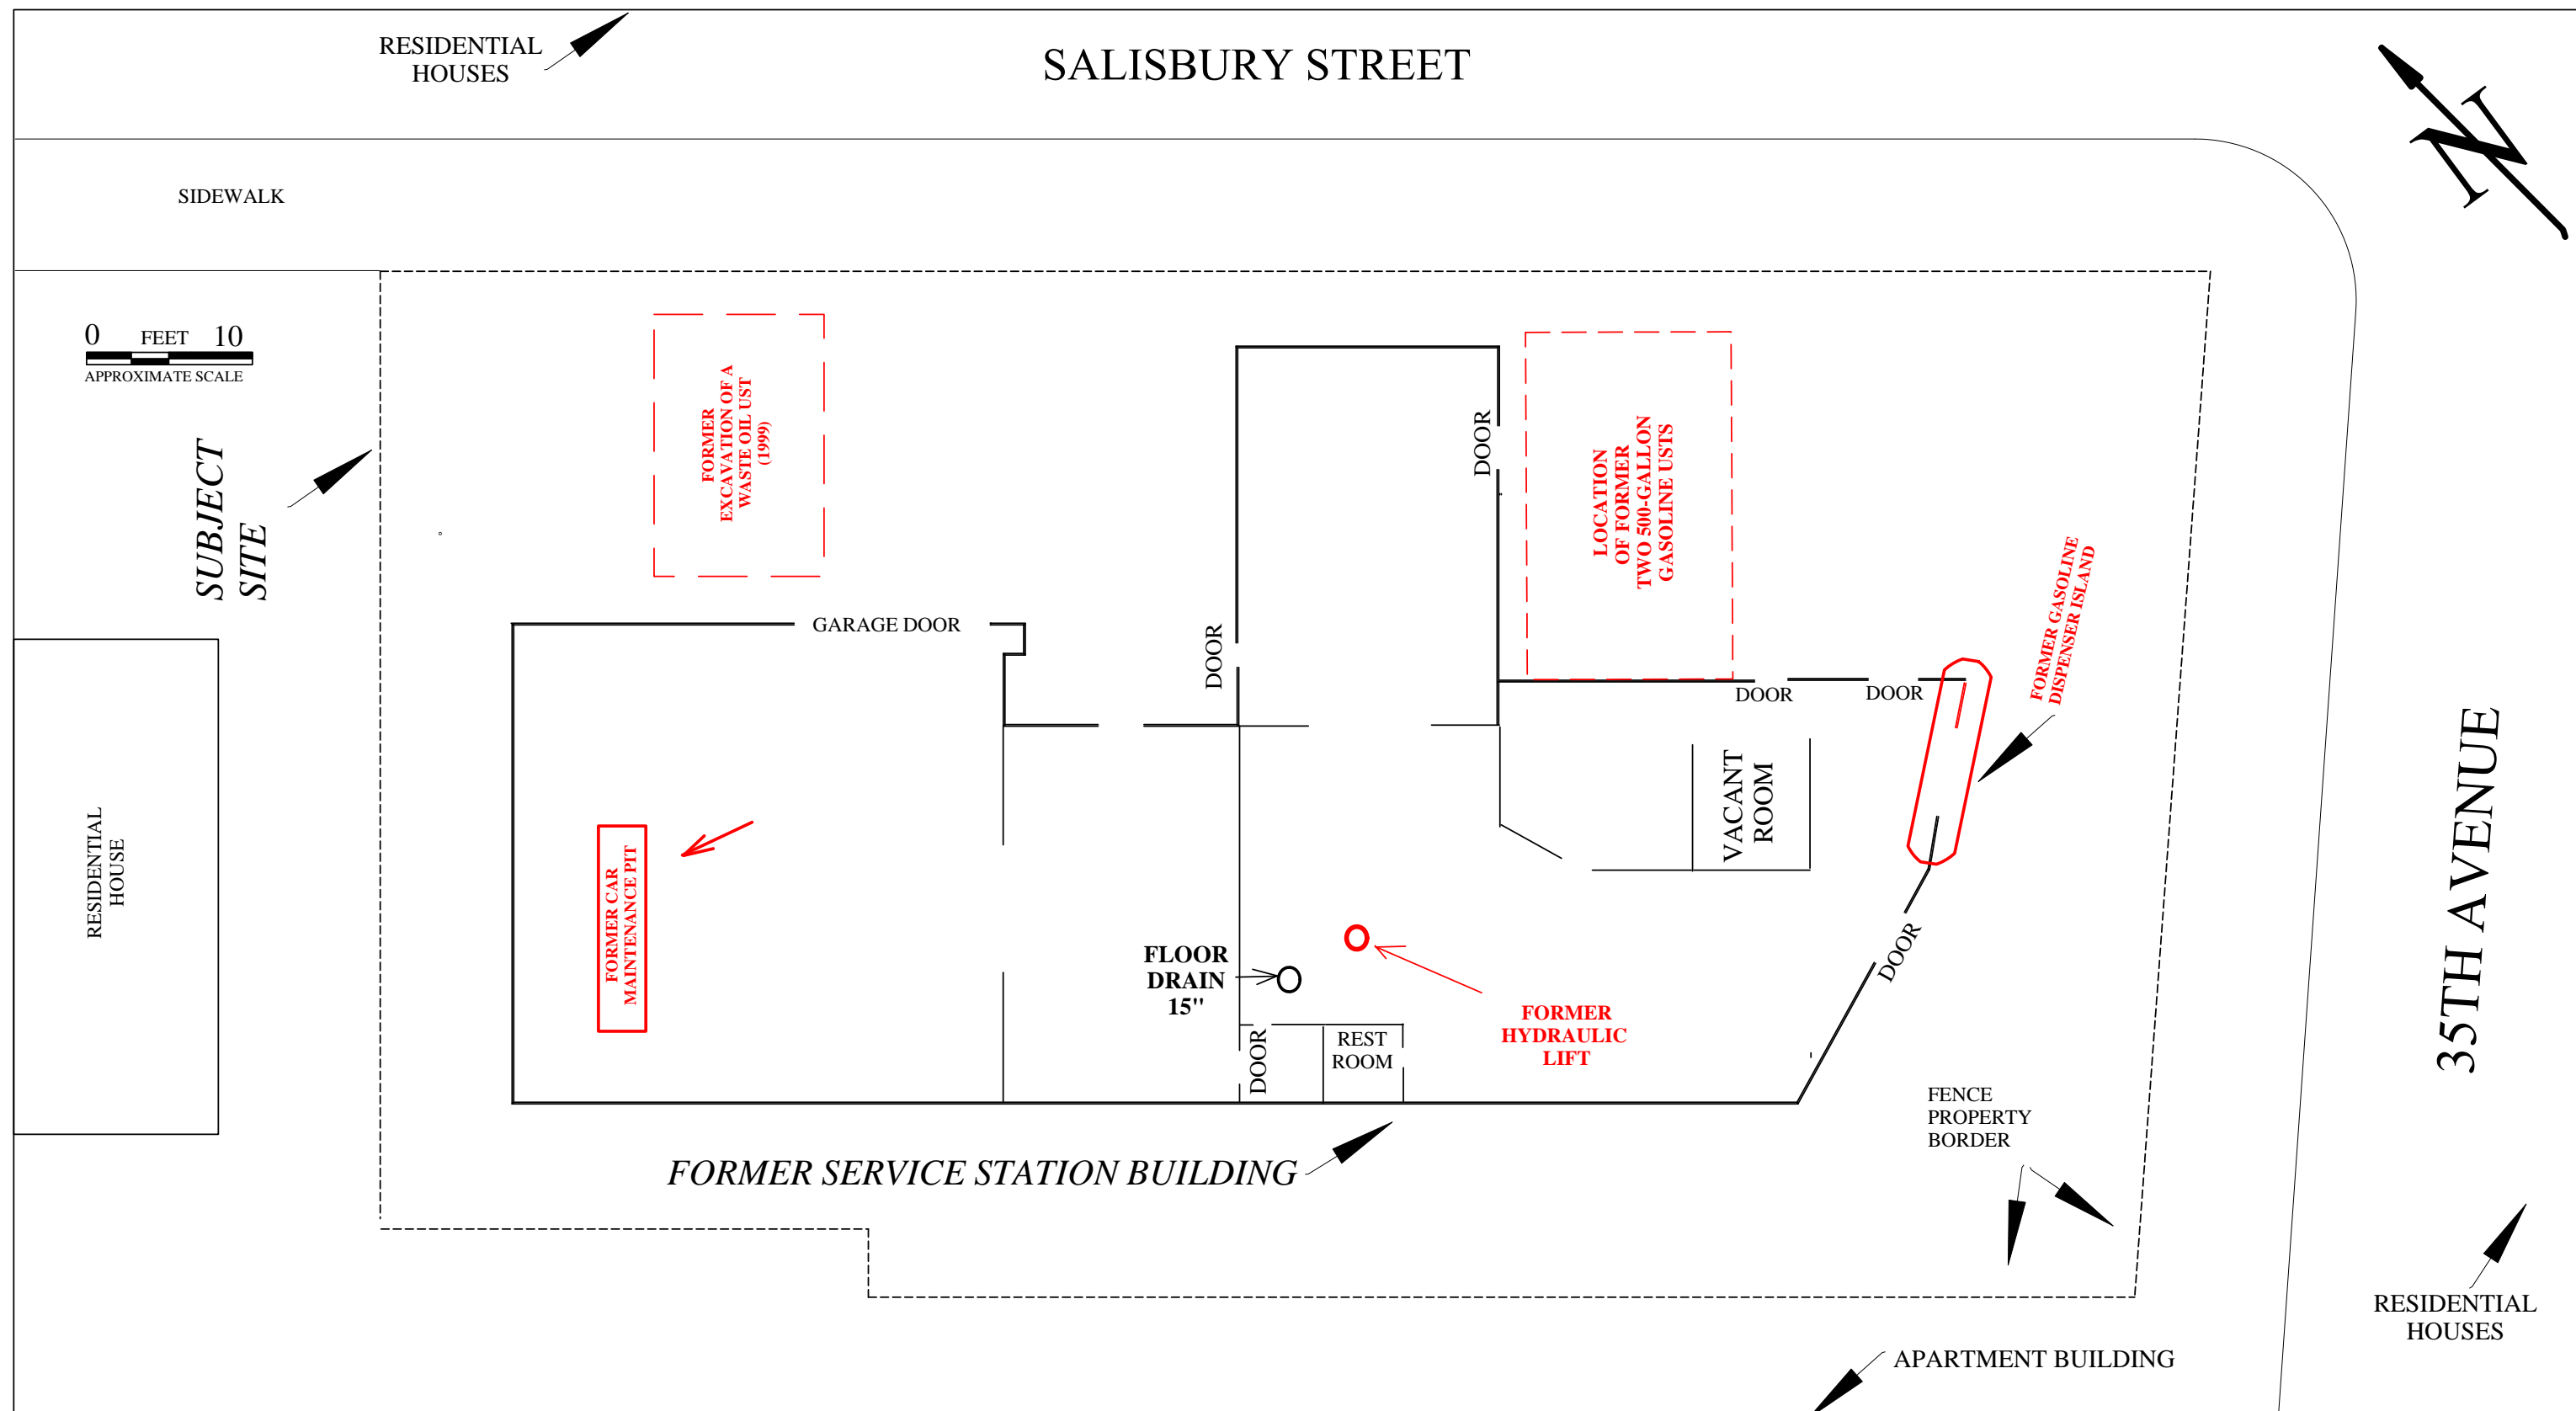 RESIDENTIAL
HOUSES
SALISBURY STREET
N
SIDEWALK
0 FEET 10
APPROXIMATE SCALE
SUBJECT
SITE
FORMER
EXCAVATION OF A
WASTE OIL UST
(1999)
DOOR
LOCATION
OF FORMER
TWO 500-GALLON
GASOLINE USTS
FORMER GASOLINE
DISPENSER ISLAND
GARAGE DOOR
DOOR
DOOR
DOOR
VACANT
ROOM
35TH AVENUE
RESIDENTIAL
HOUSE
FORMER CAR
MAINTENANCE PIT
FLOOR
DRAIN
15"
DOOR
FORMER
HYDRAULIC
LIFT
DOOR
REST
ROOM
FENCE
PROPERTY
BORDER
FORMER SERVICE STATION BUILDING
RESIDENTIAL
HOUSES
APARTMENT BUILDING